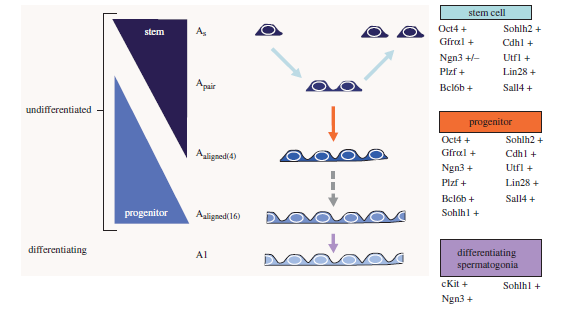 stem
As
Apair
undifferentiated
Aaligned(4)
progenitor
Aaligned(16)
differentiating
A1
stem cell
Oct4 + Sohlh2 +
Gfrα1 + Cdh1 +
Ngn3 +/– Utf1 +
Plzf + Lin28 +
Bcl6b + Sall4 +
progenitor
Oct4 + Sohlh2 +
Gfrα1 + Cdh1 +
Ngn3 + Utf1 +
Plzf + Lin28 +
Bcl6b + Sall4 +
Sohlh1 +
differentiating
spermatogonia
cKit + Sohlh1 +
Ngn3 +